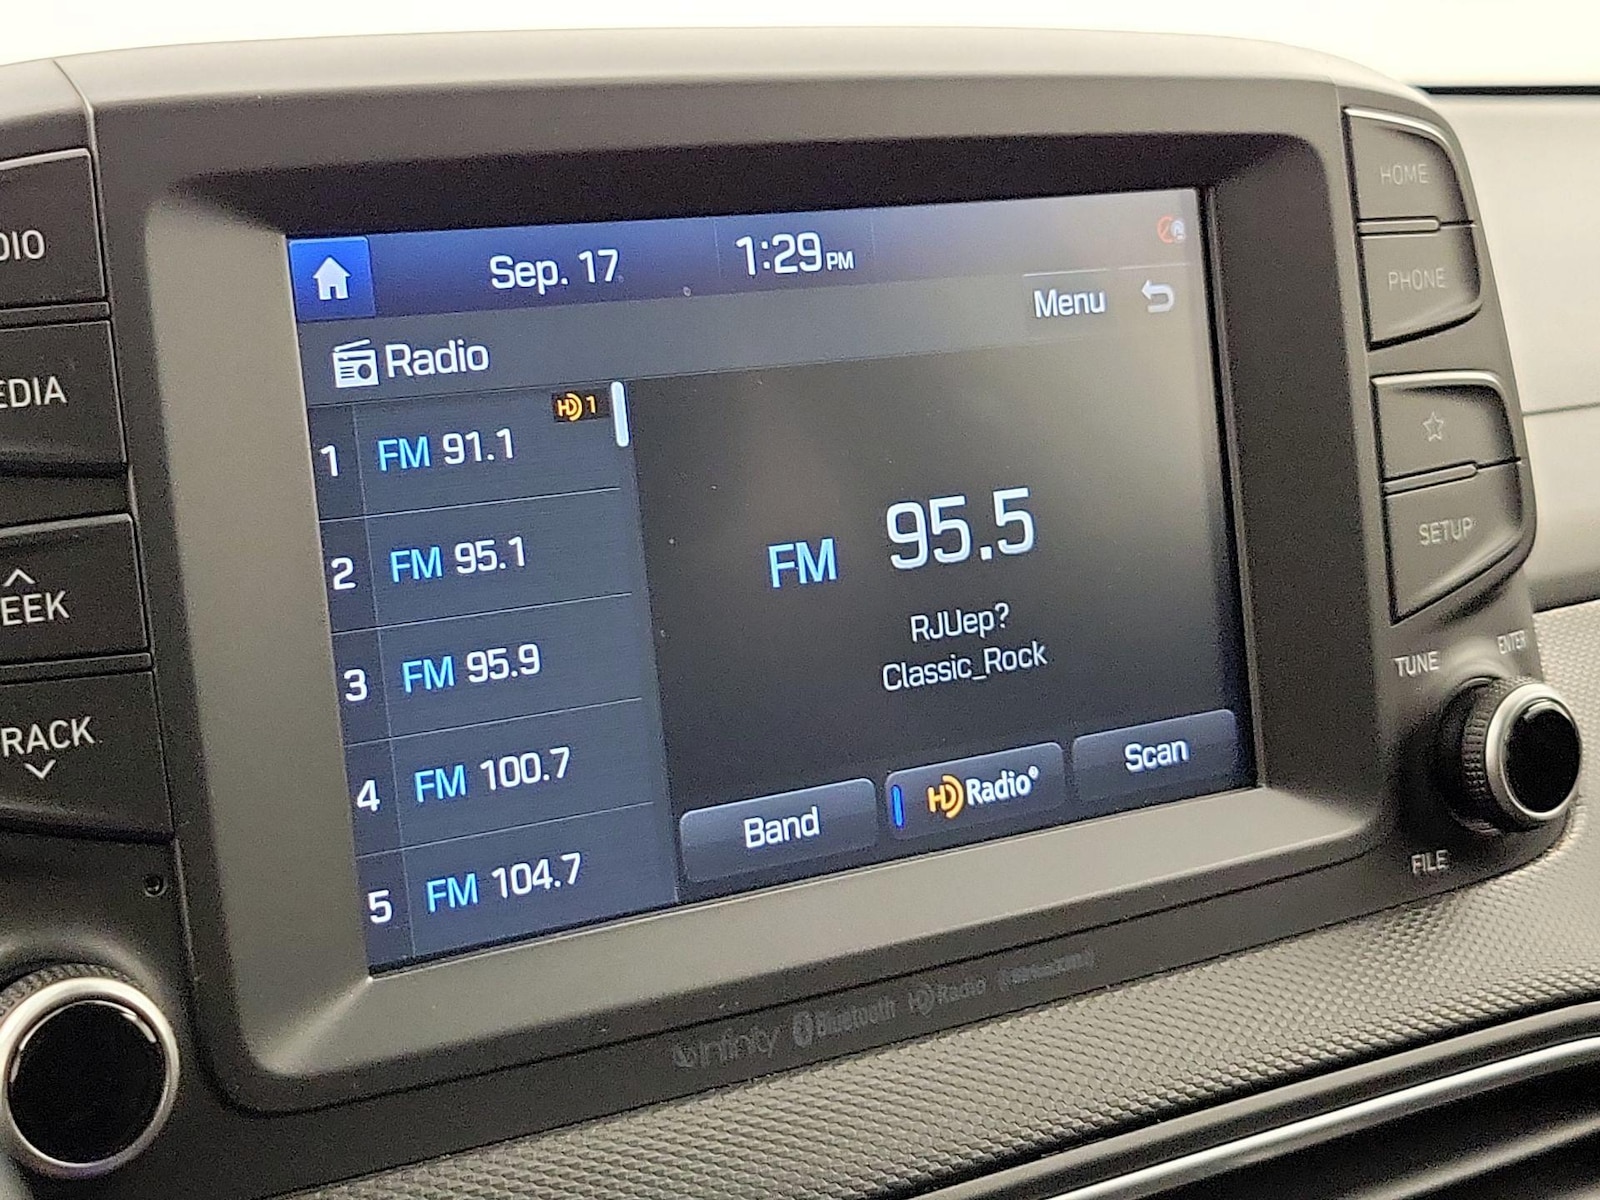 DIO
EDIA
EEK
RACK
Sep. 17
1:29 PM
Menu
Radio
HD 1
1 FM 91.1
2 FM 95.1
3 FM 95.9
4 FM 100.7
5 FM 104.7
FM 95.5
RJUep?
Classic_Rock
Band
HD Radio®
Scan
HOME
PHONE
SETUP
TUNE
ENTER
FILE
Infinity Bluetooth HD Radio